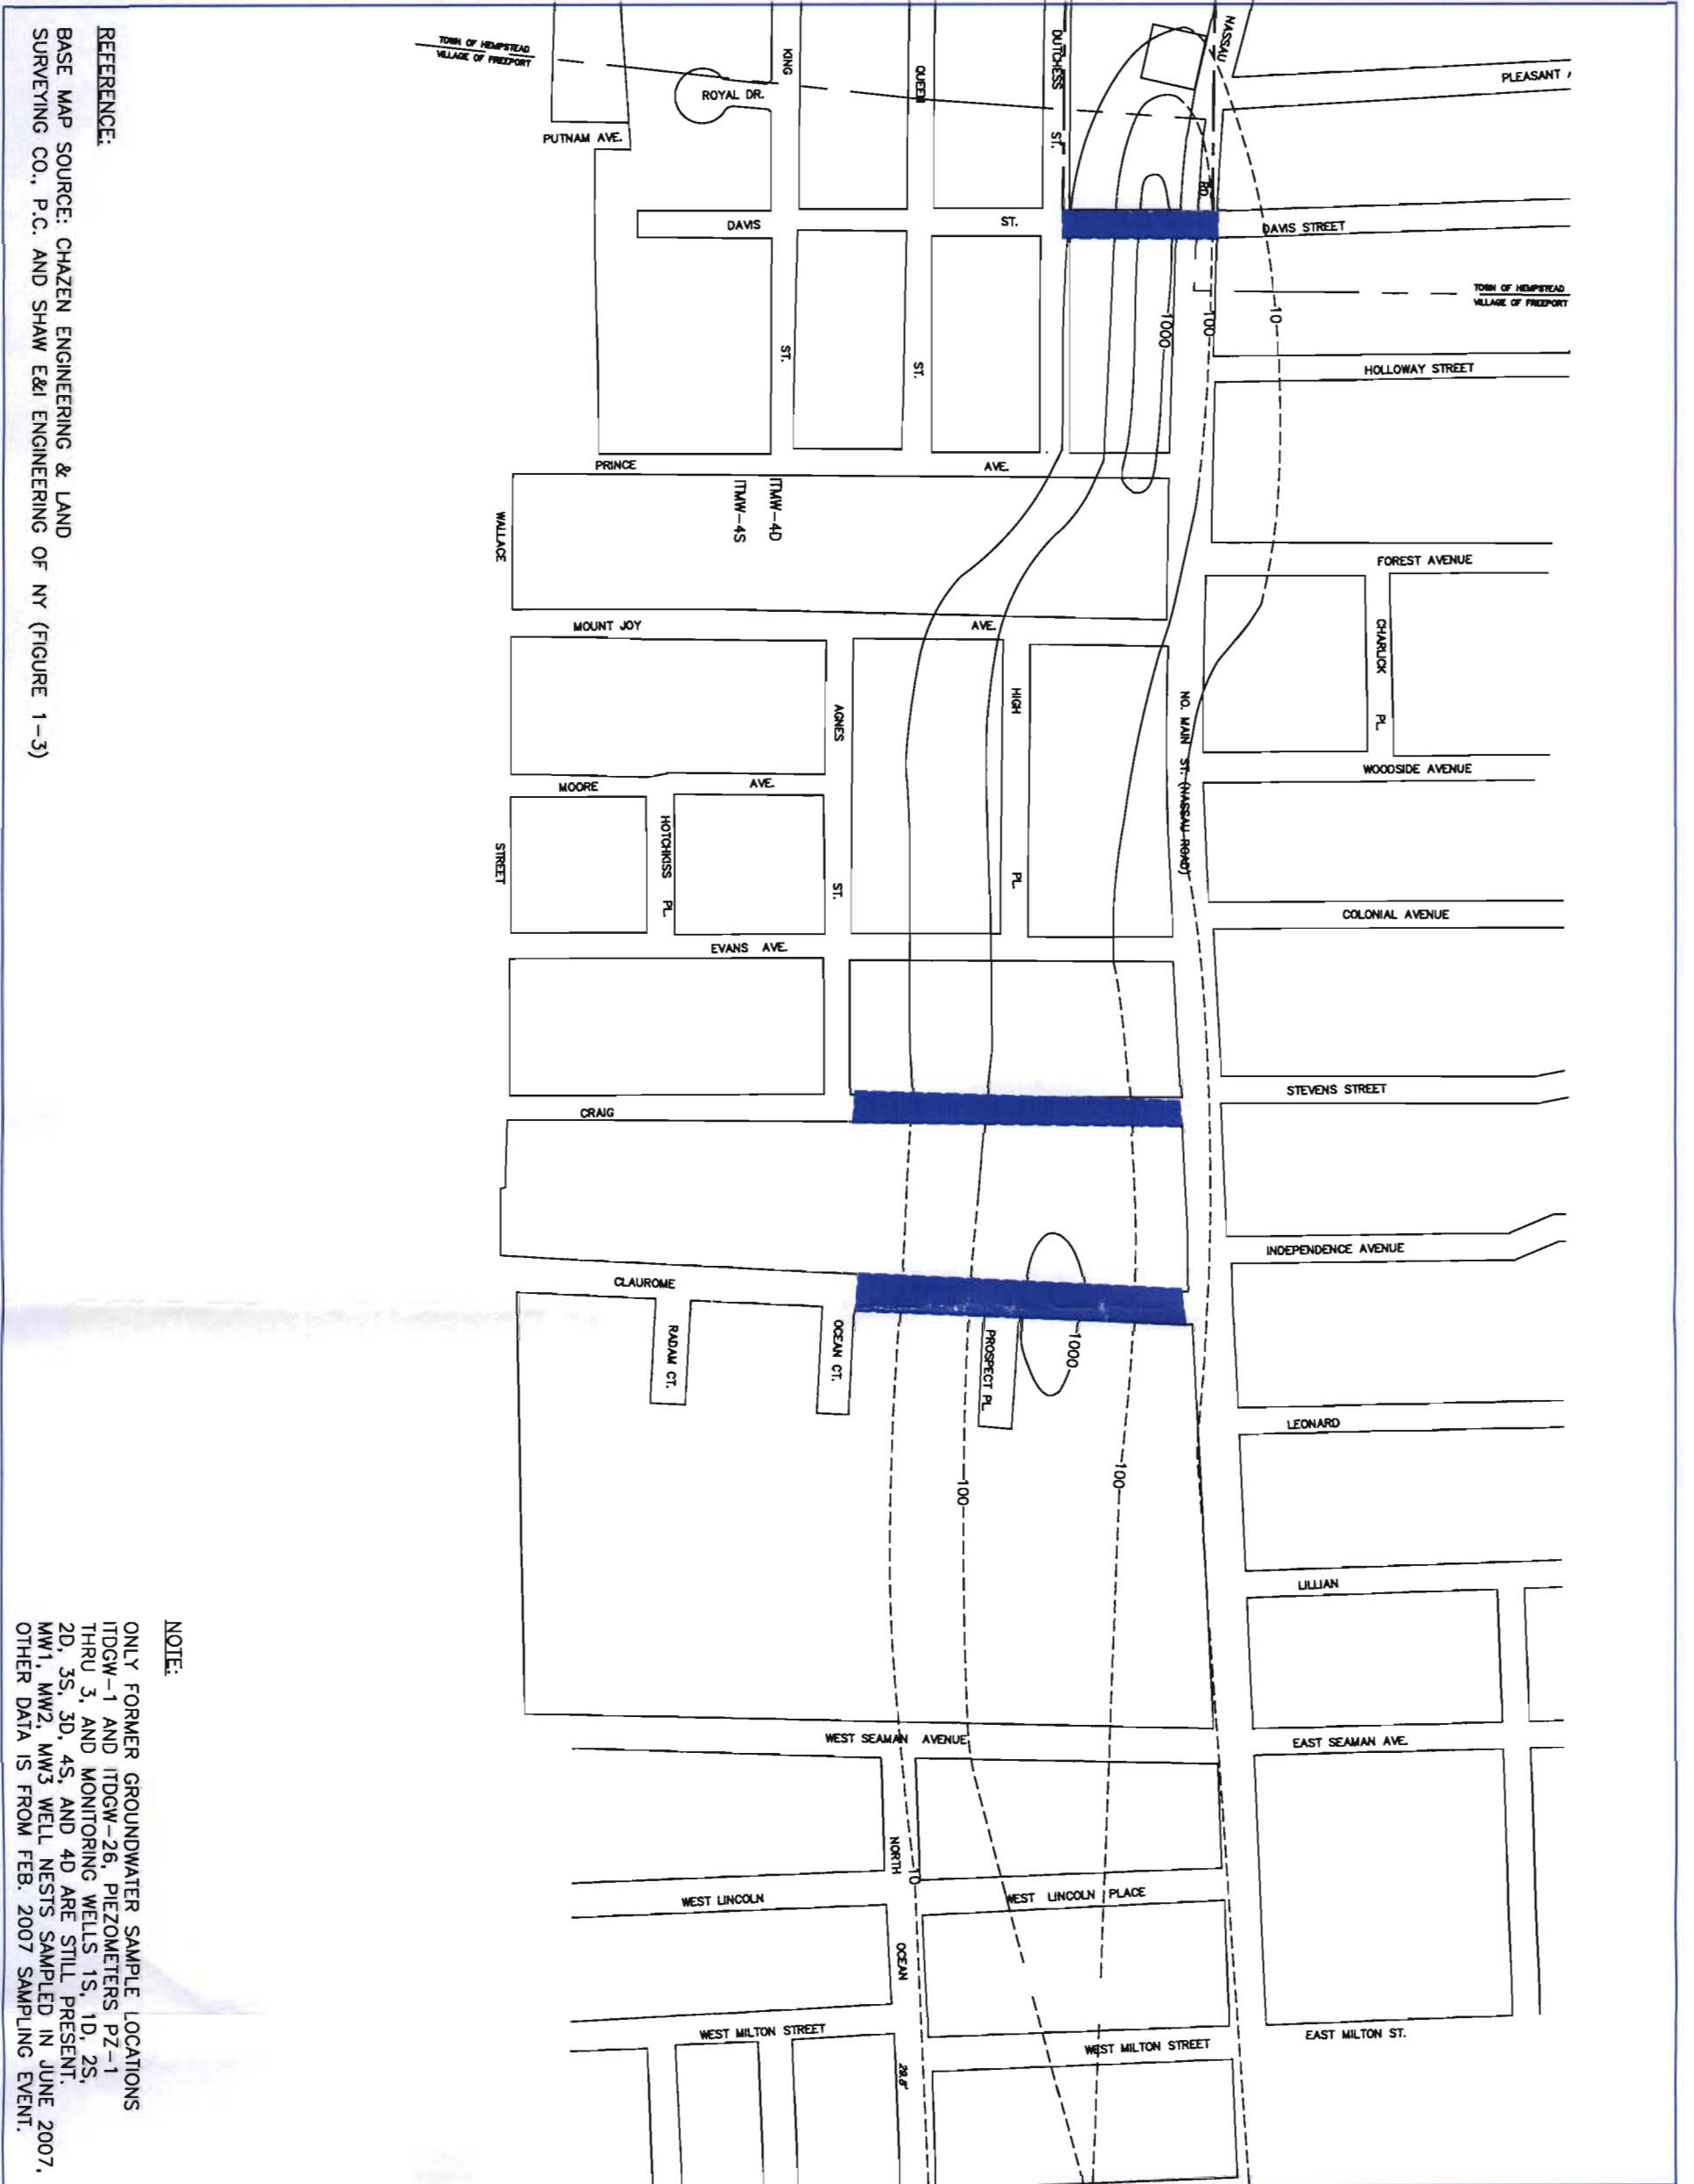 TOWN OF HEMPSTEAD
VILLAGE OF FREEPORT
KING
QUEEN
DUTCHESS
ST.
NASSAU
RD
PLEASANT
ROYAL DR.
PUTNAM AVE.
DAVIS
ST.
DAVIS STREET
TOWN OF HEMPSTEAD
VILLAGE OF FREEPORT
1000
100
10
ST.
ST.
HOLLOWAY STREET
PRINCE
AVE.
ITMW-4D
ITMW-4S
WALLACE
FOREST AVENUE
MOUNT JOY
AVE.
CHARLICK
PL.
AGNES
HIGH
NO. MAIN ST. (NASSAU ROAD)
WOODSIDE AVENUE
MOORE
AVE.
HOTCHKISS PL.
STREET
ST.
PL.
COLONIAL AVENUE
EVANS AVE.
STEVENS STREET
CRAIG
INDEPENDENCE AVENUE
CLAUROME
RADAM CT.
OCEAN CT.
PROSPECT PL.
1000
LEONARD
100
100
LILLIAN
WEST SEAMAN AVENUE
EAST SEAMAN AVE.
NORTH
10
WEST LINCOLN
WEST LINCOLN PLACE
OCEAN
WEST MILTON STREET
WEST MILTON STREET
EAST MILTON ST.
29.8'
REFERENCE:
BASE MAP SOURCE: CHAZEN ENGINEERING & LAND
SURVEYING CO., P.C. AND SHAW E&I ENGINEERING OF NY (FIGURE 1-3)
NOTE:
ONLY FORMER GROUNDWATER SAMPLE LOCATIONS
ITDGW-1 AND ITDGW-26, PIEZOMETERS PZ-1
THRU 3, AND MONITORING WELLS 1S, 1D, 2S,
2D, 3S, 3D, 4S, AND 4D ARE STILL PRESENT.
MW1, MW2, MW3 WELL NESTS SAMPLED IN JUNE 2007,
OTHER DATA IS FROM FEB. 2007 SAMPLING EVENT.